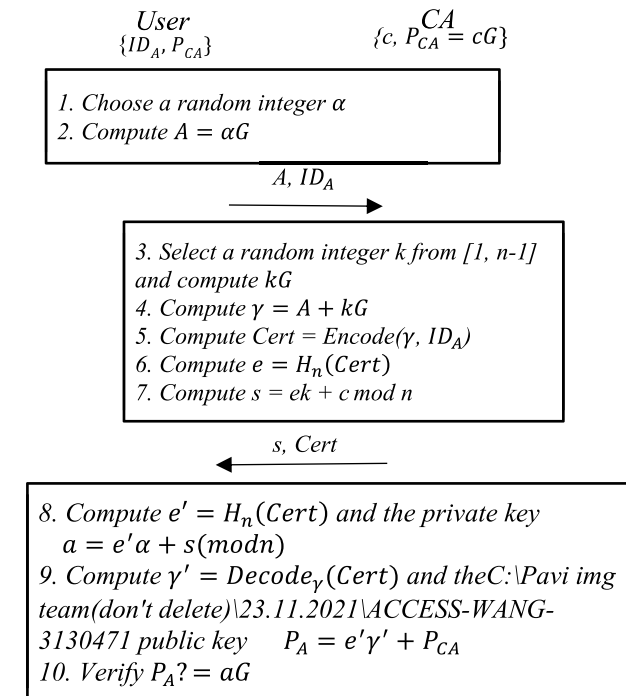 User CA
{ID_A, P_CA} {c, P_CA = cG}
1. Choose a random integer α
2. Compute A = αG
A, ID_A
3. Select a random integer k from [1, n-1]
and compute kG
4. Compute γ = A + kG
5. Compute Cert = Encode(γ, ID_A)
6. Compute e = H_n(Cert)
7. Compute s = ek + c mod n
s, Cert
8. Compute e' = H_n(Cert) and the private key
a = e'α + s(modn)
9. Compute γ' = Decode_γ(Cert) and theC:\Pavi img
team(don't delete)\23.11.2021\ACCESS-WANG-
3130471 public key P_A = e'γ' + P_CA
10. Verify P_A? = aG